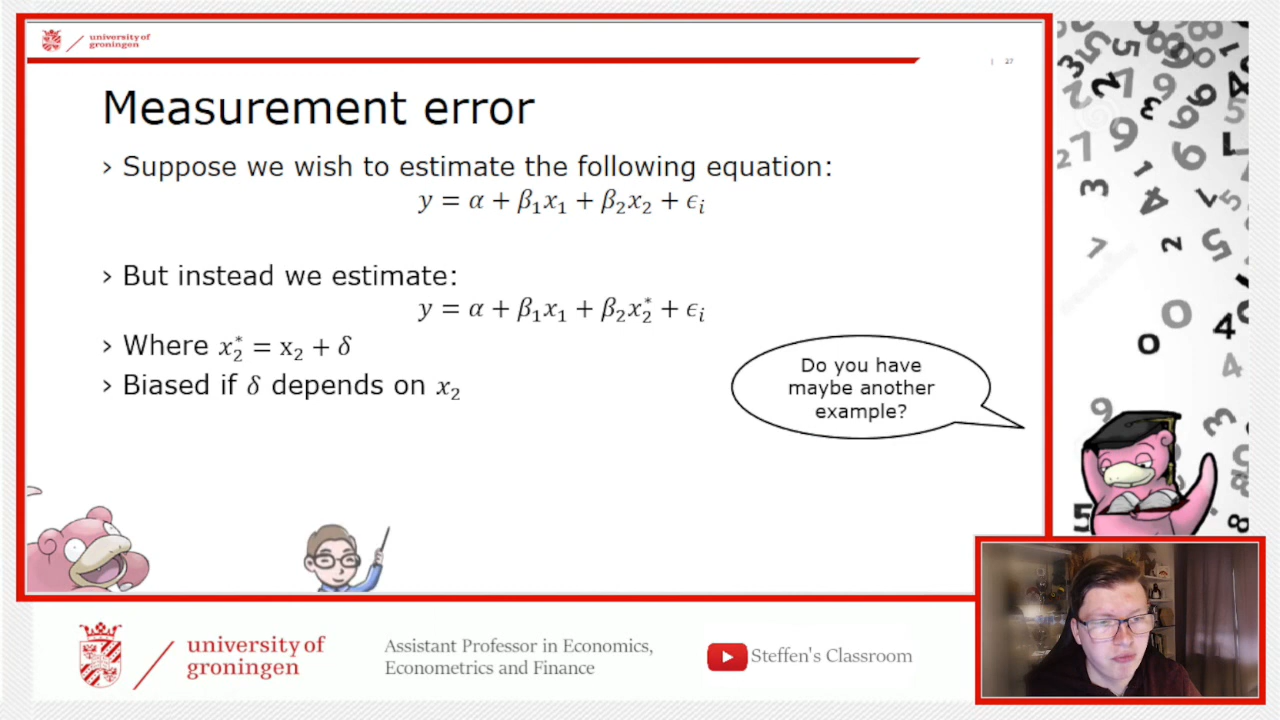 university of
groningen
| 27
Measurement error
› Suppose we wish to estimate the following equation:
y = α + β₁x₁ + β₂x₂ + ϵᵢ
› But instead we estimate:
y = α + β₁x₁ + β₂x₂* + ϵᵢ
› Where x₂* = x₂ + δ
› Biased if δ depends on x₂
Do you have
maybe another
example?
university of
groningen
Assistant Professor in Economics,
Econometrics and Finance
Steffen's Classroom